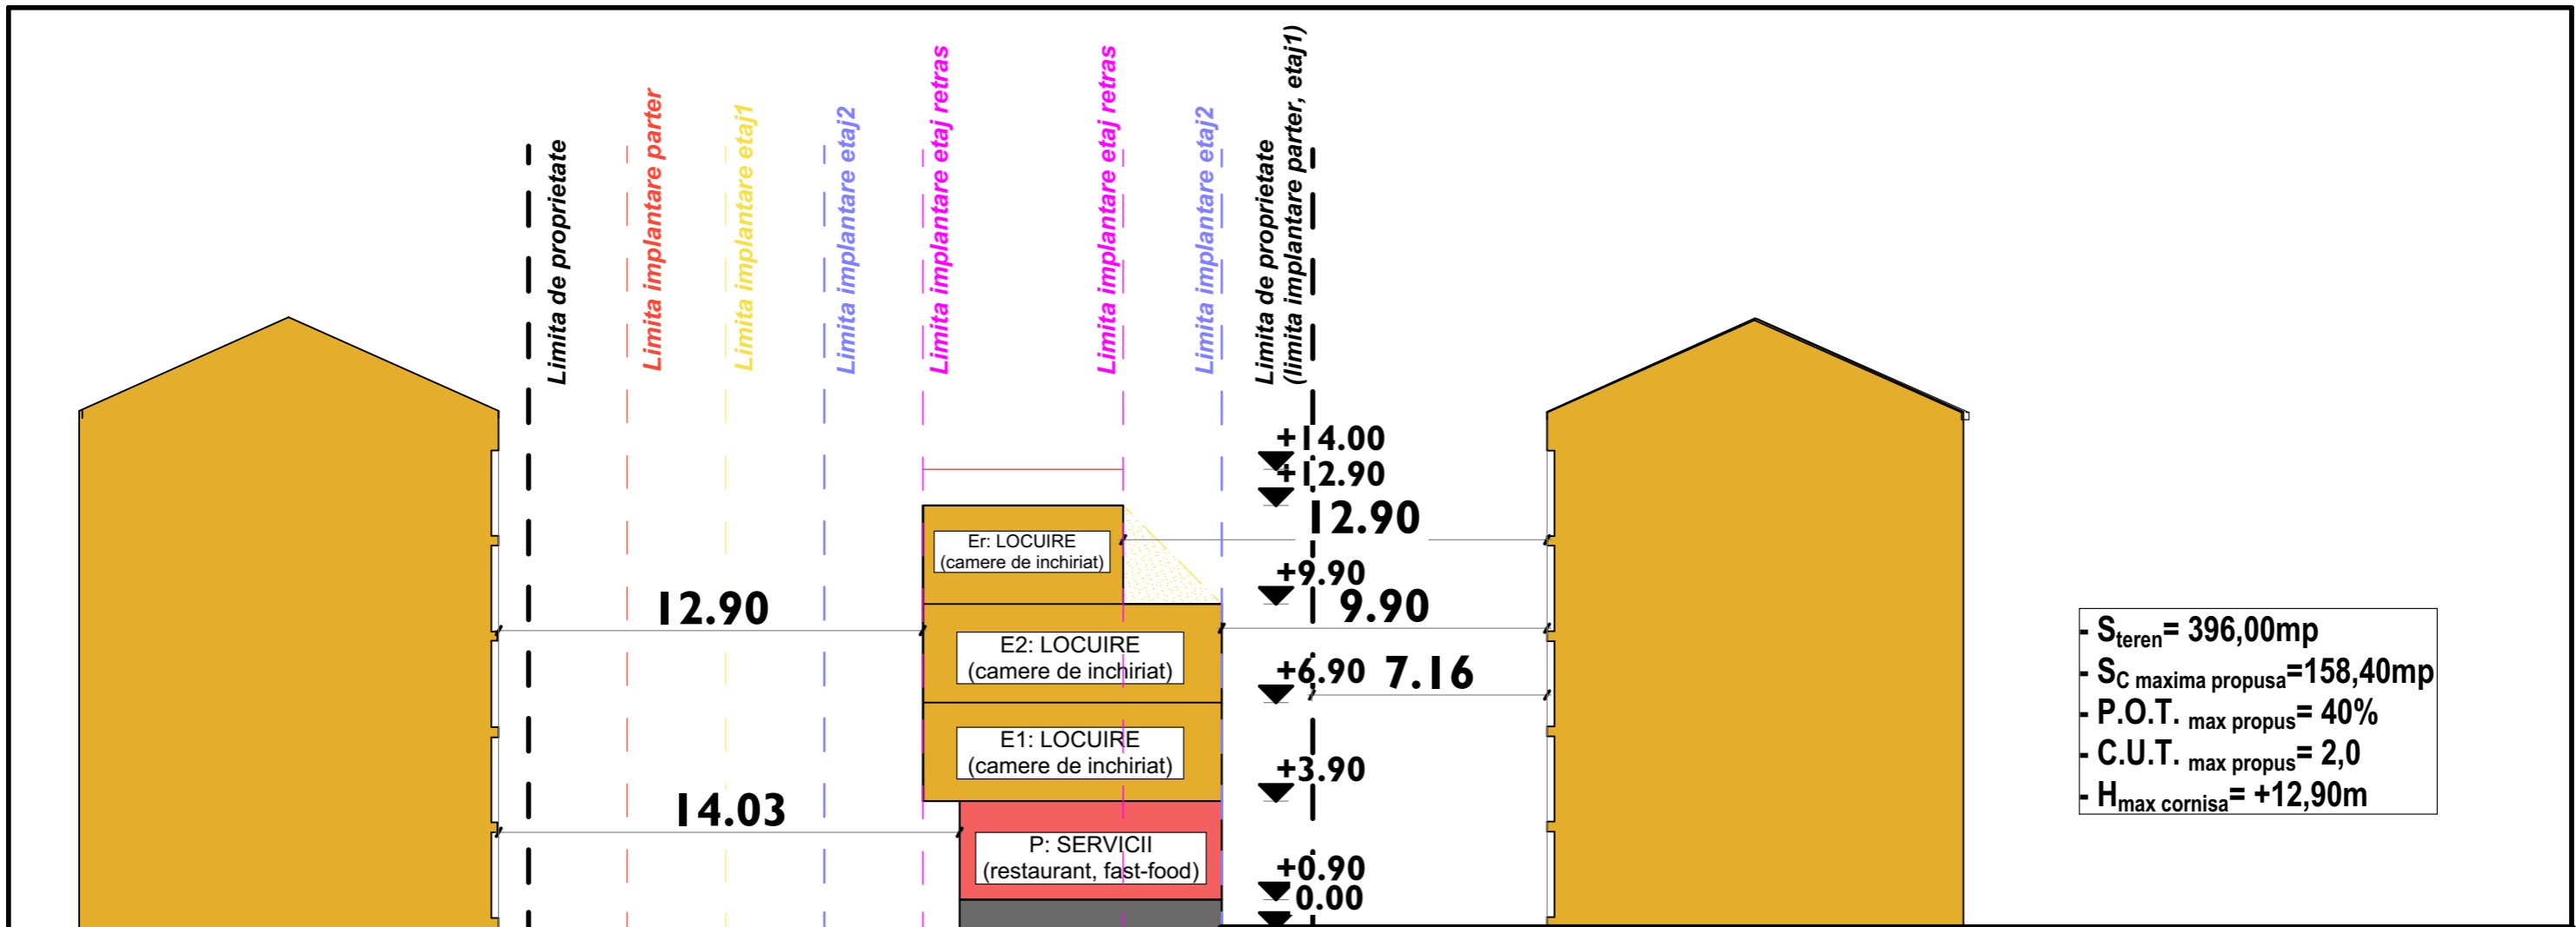 Limita de proprietate
Limita implantare parter
Limita implantare etaj1
Limita implantare etaj2
Limita implantare etaj retras
Limita implantare etaj retras
Limita implantare etaj2
Limita de proprietate
(limita implantare parter, etaj1)
+14.00
+12.90
12.90
Er: LOCUIRE
(camere de inchiriat)
+9.90
12.90
9.90
E2: LOCUIRE
(camere de inchiriat)
+6.90
7.16
E1: LOCUIRE
(camere de inchiriat)
+3.90
14.03
P: SERVICII
(restaurant, fast-food)
+0.90
0.00
- Steren= 396,00mp
- SC maxima propusa=158,40mp
- P.O.T. max propus= 40%
- C.U.T. max propus= 2,0
- Hmax cornisa= +12,90m